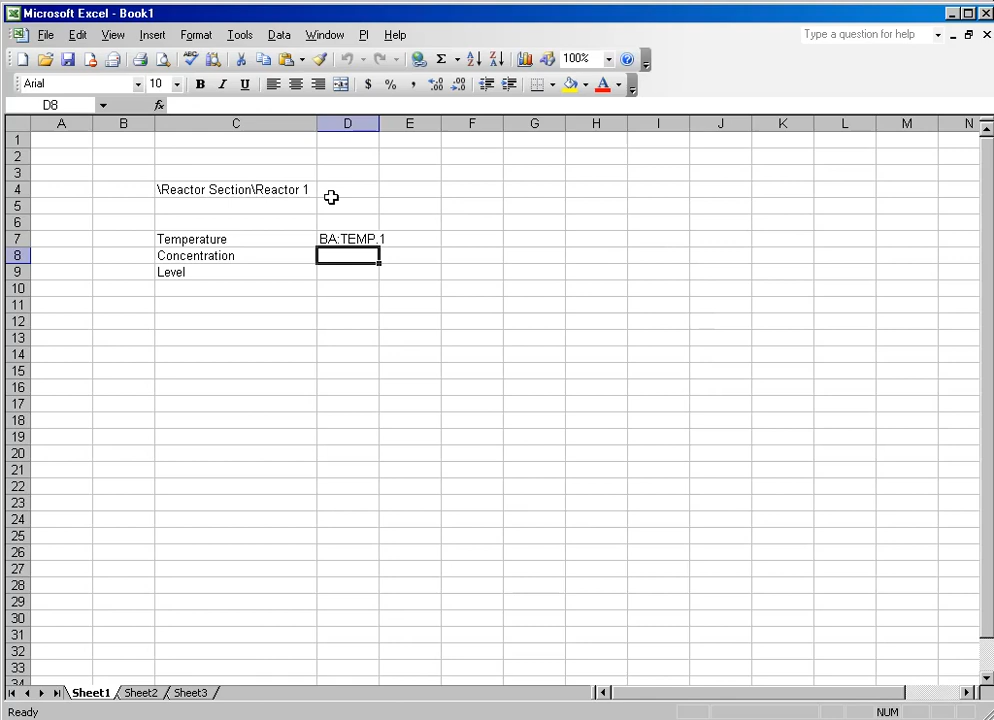 Microsoft Excel - Book1
File Edit View Insert Format Tools Data Window PI Help Type a question for help
Σ 100% ?
Arial 10 B I U $ % , A
D8 fx
A B C D E F G H I J K L M N
1
2
3
4 \Reactor Section\Reactor 1
5
6
7 Temperature BA:TEMP.1
8 Concentration
9 Level
10
11
12
13
14
15
16
17
18
19
20
21
22
23
24
25
26
27
28
29
30
31
32
33
34
Sheet1 Sheet2 Sheet3
Ready NUM